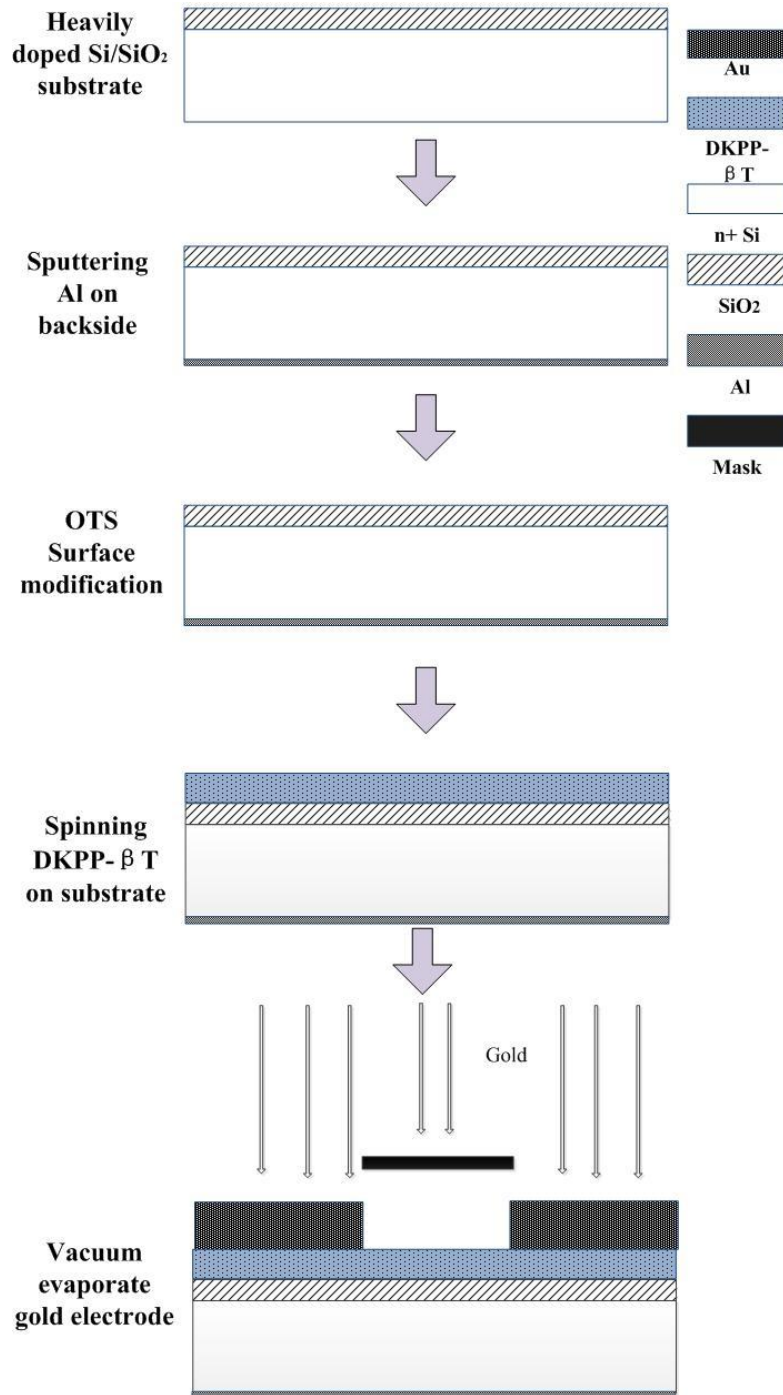 Heavily
doped Si/SiO₂
substrate
Au
DKPP-
β T
n+ Si
Sputtering
Al on
backside
SiO2
Al
Mask
OTS
Surface
modification
Spinning
DKPP- β T
on substrate
Gold
Vacuum
evaporate
gold electrode